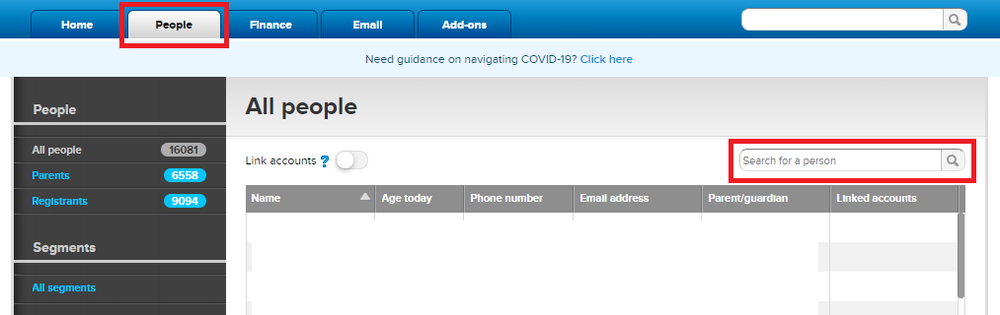 Home People Finance Email Add-ons
Need guidance on navigating COVID-19? Click here
People
All people 16081
Parents 6558
Registrants 9094
Segments
All segments
All people
Link accounts ?
Search for a person
Name Age today Phone number Email address Parent/guardian Linked accounts